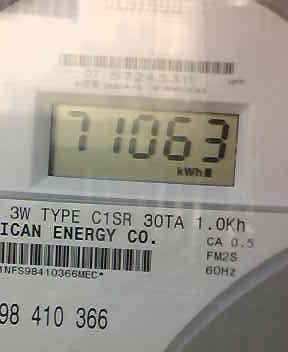 71063
kWh
3W TYPE C1SR 30TA 1.0Kh
ICAN ENERGY CO.
CA 0.5
FM2S
60Hz
1NFS98410366MEC*
98 410 366